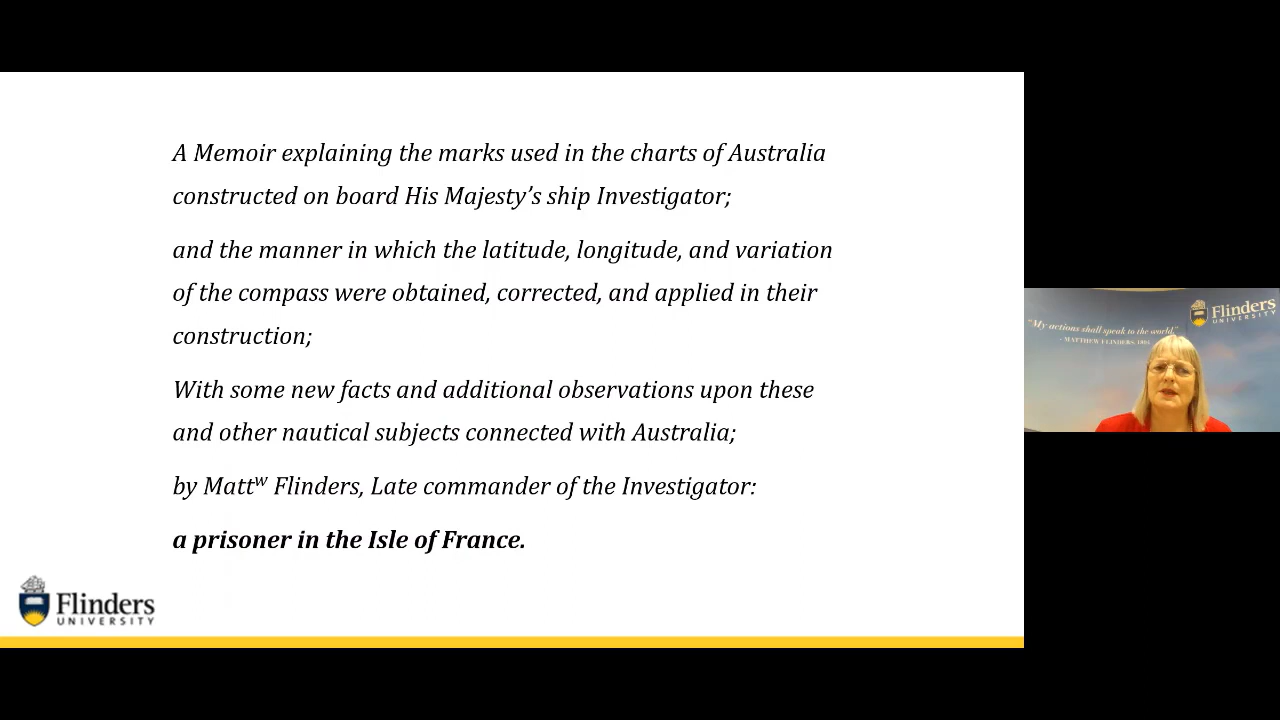 A Memoir explaining the marks used in the charts of Australia
constructed on board His Majesty's ship Investigator;
and the manner in which the latitude, longitude, and variation
of the compass were obtained, corrected, and applied in their
construction;
With some new facts and additional observations upon these
and other nautical subjects connected with Australia;
by Mattʷ Flinders, Late commander of the Investigator:
a prisoner in the Isle of France.
Flinders
UNIVERSITY
Flinders
UNIVERSITY
"My actions shall speak to the world."
- MATTHEW FLINDERS,